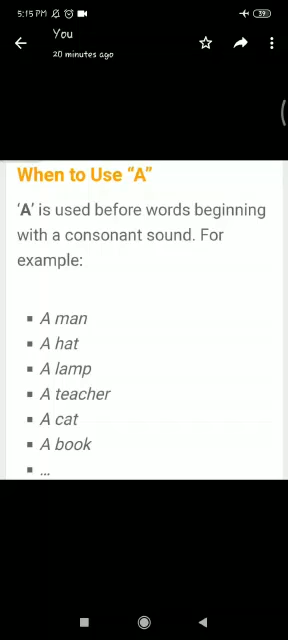 5:15 PM
39
You
20 minutes ago
When to Use “A”
‘A’ is used before words beginning
with a consonant sound. For
example:
▪ A man
▪ A hat
▪ A lamp
▪ A teacher
▪ A cat
▪ A book
▪ ...